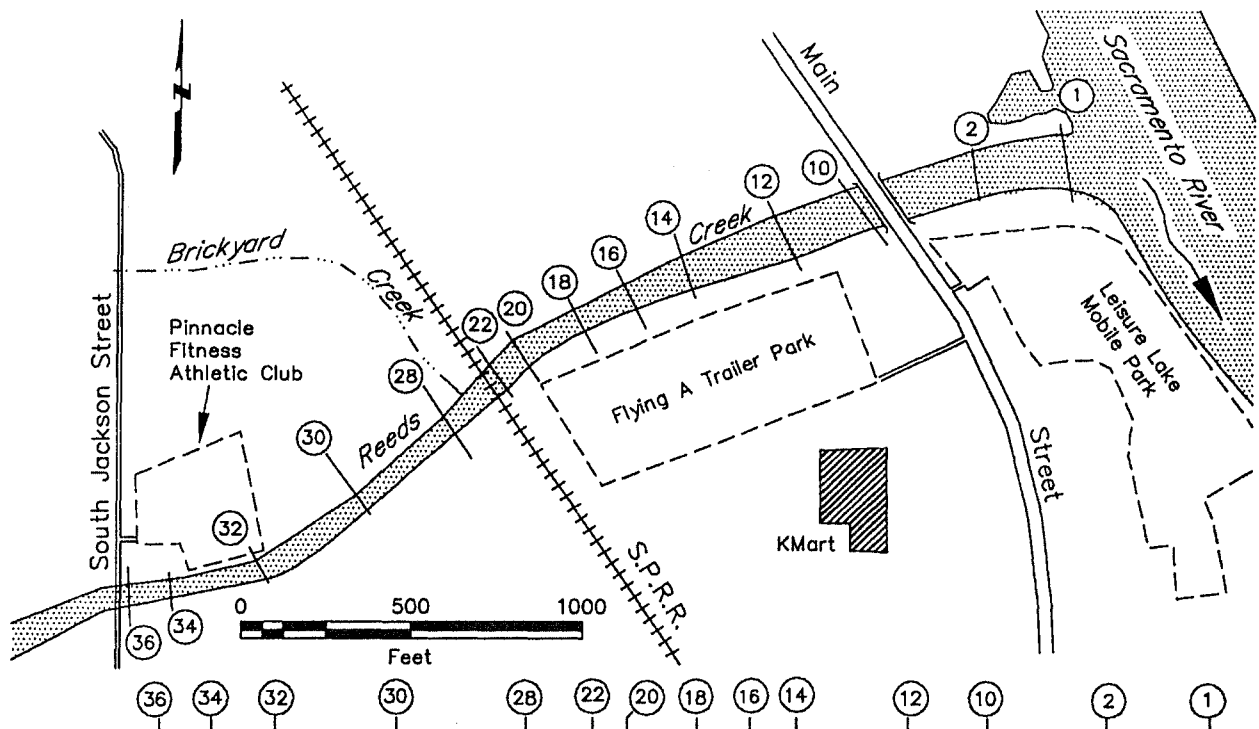 N
Main
Sacramento River
1
2
10
12
14
Creek
16
18
20
22
28
30
32
34
36
Brickyard
Creek
Reeds
South Jackson Street
Pinnacle
Fitness
Athletic Club
Flying A Trailer Park
Leisure Lake
Mobile Park
Street
KMart
S.P.R.R.
0 500 1000
Feet
36 34 32 30 28 22 20 18 16 14 12 10 2 1